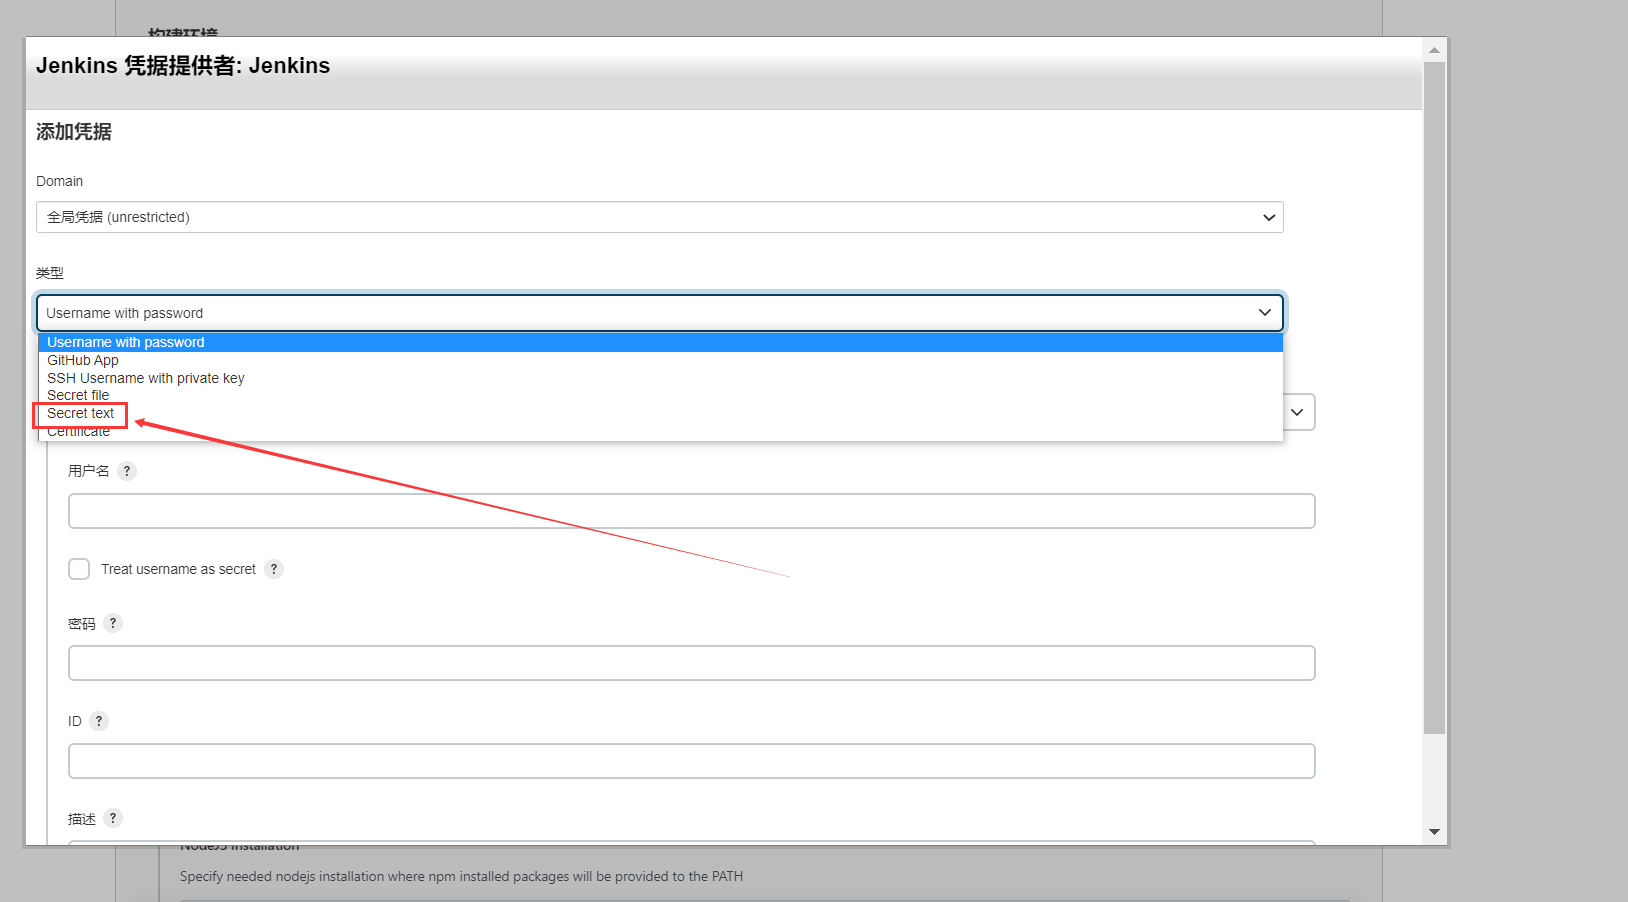 构建环境
Jenkins 凭据提供者: Jenkins
添加凭据
Domain
全局凭据 (unrestricted)
类型
Username with password
Username with password
GitHub App
SSH Username with private key
Secret file
Secret text
Certificate
用户名 ?
Treat username as secret ?
密码 ?
ID ?
描述 ?
NodeJS Installation
Specify needed nodejs installation where npm installed packages will be provided to the PATH